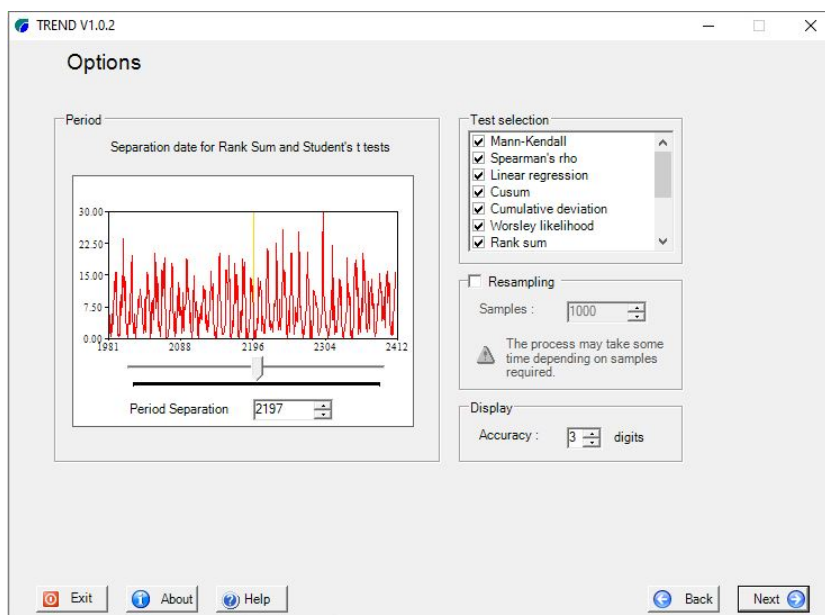 TREND V1.0.2
Options
Period
Separation date for Rank Sum and Student's t tests
30.00
22.50
15.00
7.50
0.00
1981 2088 2196 2304 2412
Period Separation 2197
Test selection
Mann-Kendall
Spearman's rho
Linear regression
Cusum
Cumulative deviation
Worsley likelihood
Rank sum
Resampling
Samples : 1000
The process may take some
time depending on samples
required.
Display
Accuracy : 3 digits
Exit About Help Back Next